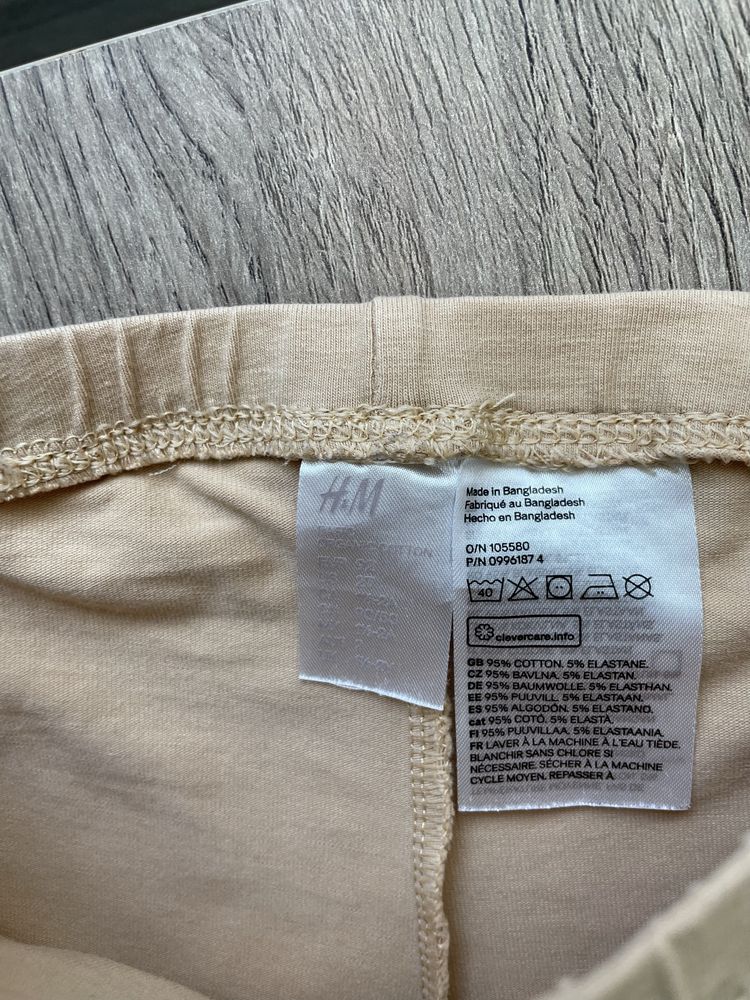 H&M
COTTON
Made in Bangladesh
Fabriqué au Bangladesh
Hecho en Bangladesh
O/N 105580
P/N 0996187 4
40
clevercare.info
GB 95% COTTON. 5% ELASTANE.
CZ 95% BAVLNA. 5% ELASTAN.
DE 95% BAUMWOLLE. 5% ELASTHAN.
EE 95% PUUVILL. 5% ELASTAAN.
ES 95% ALGODÓN. 5% ELASTANO.
cat 95% COTÓ. 5% ELASTÀ.
FI 95% PUUVILLAA. 5% ELASTAANIA.
FR LAVER À LA MACHINE À L'EAU TIÈDE.
BLANCHIR SANS CHLORE SI
NÉCESSAIRE. SÉCHER À LA MACHINE
CYCLE MOYEN. REPASSER À